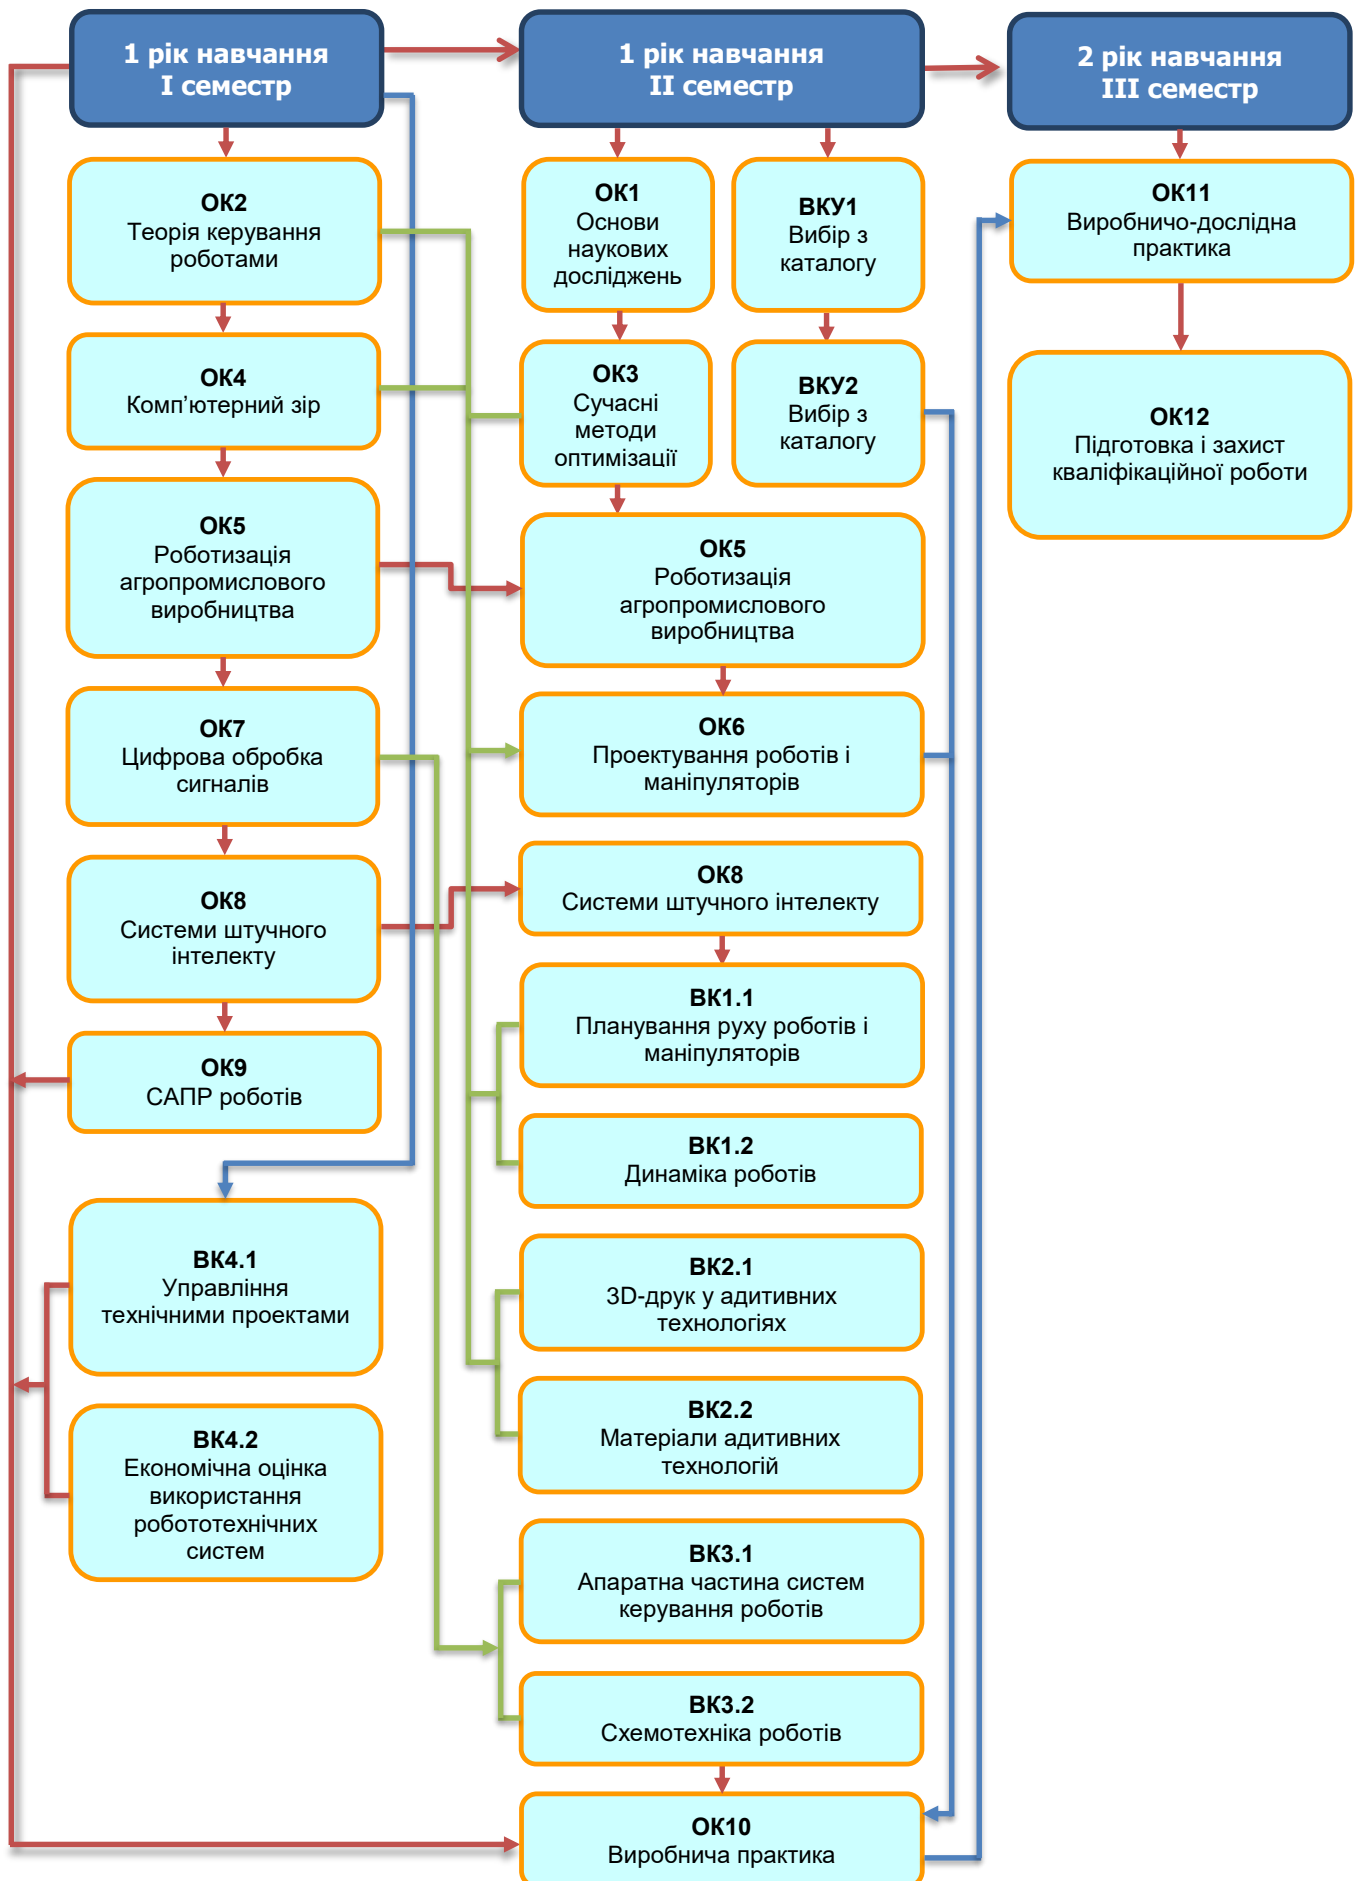 1 рік навчання
І семестр
1 рік навчання
ІІ семестр
2 рік навчання
ІІІ семестр
ОК2
Теорія керування
роботами
ОК4
Комп’ютерний зір
ОК5
Роботизація
агропромислового
виробництва
ОК7
Цифрова обробка
сигналів
ОК8
Системи штучного
інтелекту
ОК9
САПР роботів
ВК4.1
Управління
технічними проектами
ВК4.2
Економічна оцінка
використання
робототехнічних
систем
ОК1
Основи
наукових
досліджень
ВКУ1
Вибір з
каталогу
ОК3
Сучасні
методи
оптимізації
ВКУ2
Вибір з
каталогу
ОК5
Роботизація
агропромислового
виробництва
ОК6
Проектування роботів і
маніпуляторів
ОК8
Системи штучного інтелекту
ВК1.1
Планування руху роботів і
маніпуляторів
ВК1.2
Динаміка роботів
ВК2.1
3D-друк у адитивних
технологіях
ВК2.2
Матеріали адитивних
технологій
ВК3.1
Апаратна частина систем
керування роботів
ВК3.2
Схемотехніка роботів
ОК10
Виробнича практика
ОК11
Виробничо-дослідна
практика
ОК12
Підготовка і захист
кваліфікаційної роботи